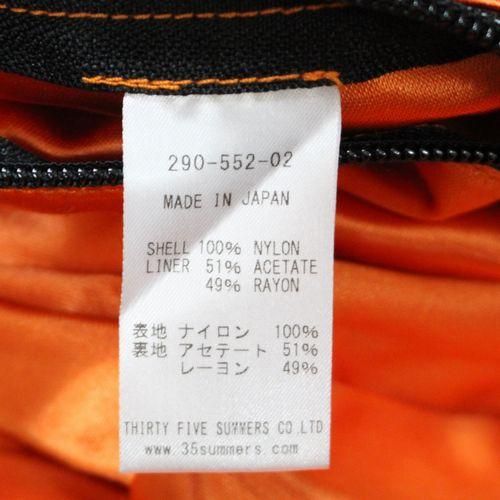 290-552-02
MADE IN JAPAN
SHELL 100% NYLON
LINER 51% ACETATE
49% RAYON
表地 ナイロン 100%
裏地 アセテート 51%
レーヨン 49%
THIRTY FIVE SUMMERS CO.LTD
www.35summers.com